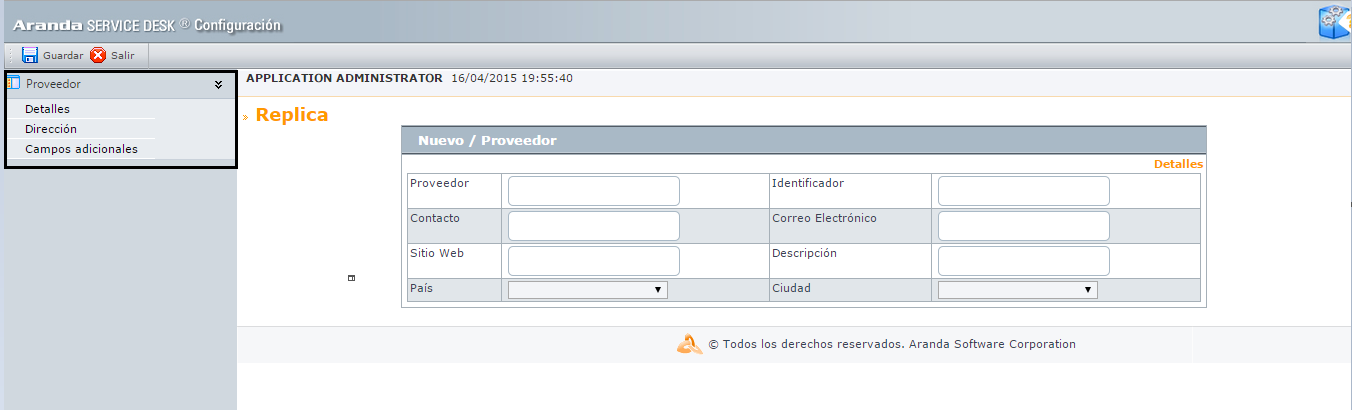 Aranda SERVICE DESK ® Configuración
Guardar Salir
Proveedor
Detalles
Dirección
Campos adicionales
APPLICATION ADMINISTRATOR 16/04/2015 19:55:40
» Replica
Nuevo / Proveedor
Detalles
Proveedor Identificador
Contacto Correo Electrónico
Sitio Web Descripción
País Ciudad
© Todos los derechos reservados. Aranda Software Corporation